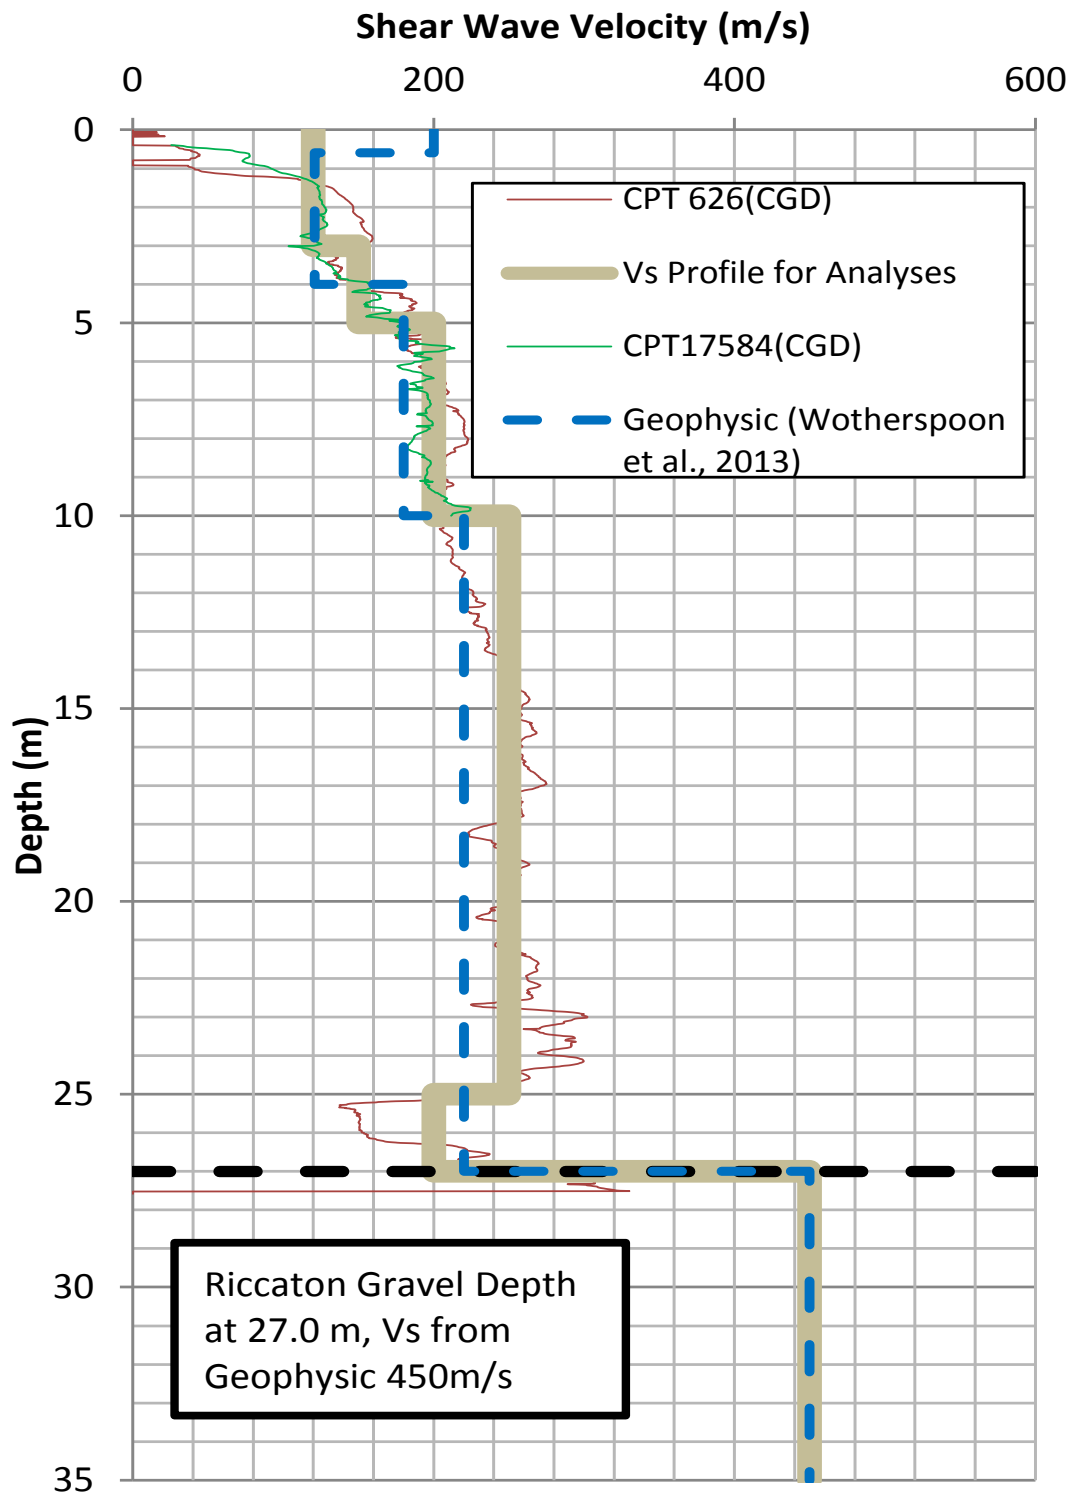 Shear Wave Velocity (m/s)
0 200 400 600
0
5
10
15
20
25
30
35
Depth (m)
CPT 626(CGD)
Vs Profile for Analyses
CPT17584(CGD)
Geophysic (Wotherspoon
et al., 2013)
Riccaton Gravel Depth
at 27.0 m, Vs from
Geophysic 450m/s